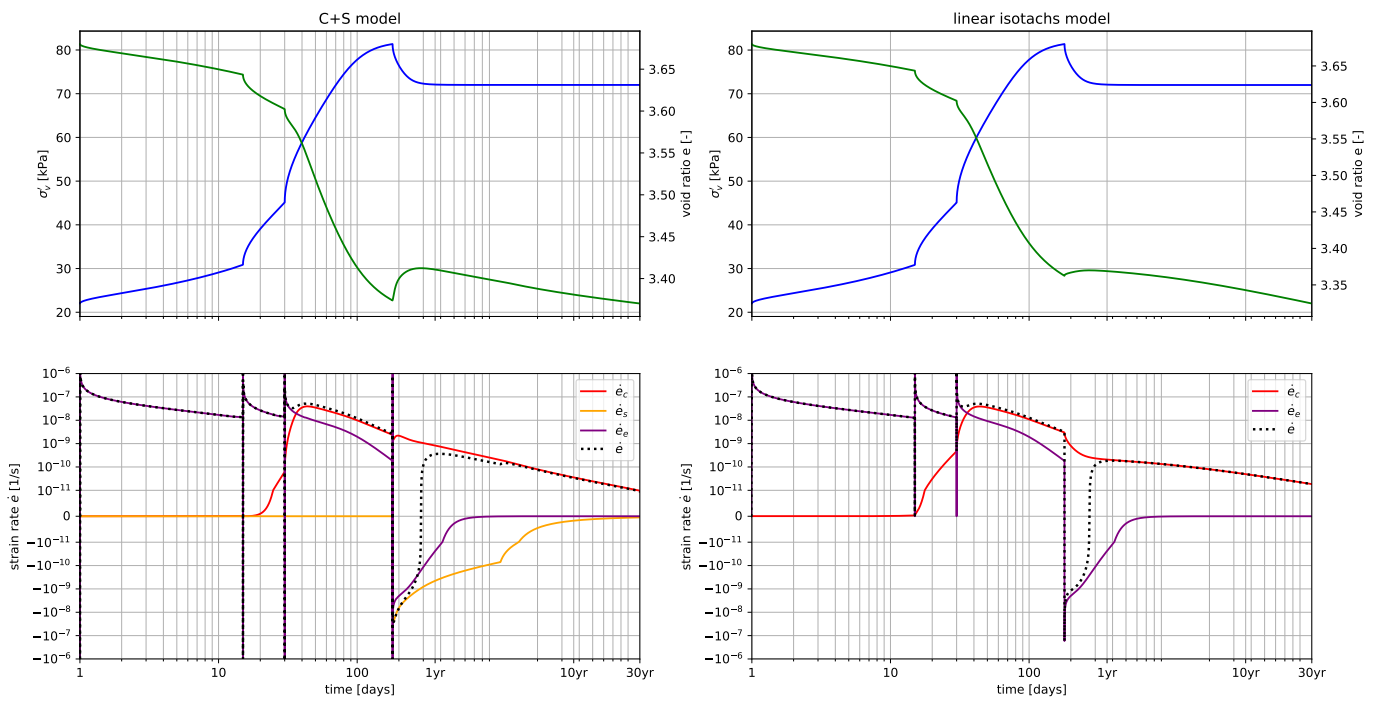 C+S model
linear isotachs model
80
70
60
50
40
30
20
σ′v [kPa]
3.65
3.60
3.55
3.50
3.45
3.40
void ratio e [-]
80
70
60
50
40
30
20
σ′v [kPa]
3.65
3.60
3.55
3.50
3.45
3.40
3.35
void ratio e [-]
10⁻⁶
10⁻⁷
10⁻⁸
10⁻⁹
10⁻¹⁰
10⁻¹¹
0
−10⁻¹¹
−10⁻¹⁰
−10⁻⁹
−10⁻⁸
−10⁻⁷
−10⁻⁶
strain rate ė [1/s]
ėc
ės
ėe
ė
1
10
100
1yr
10yr
30yr
time [days]
10⁻⁶
10⁻⁷
10⁻⁸
10⁻⁹
10⁻¹⁰
10⁻¹¹
0
−10⁻¹¹
−10⁻¹⁰
−10⁻⁹
−10⁻⁸
−10⁻⁷
−10⁻⁶
strain rate ė [1/s]
ėc
ėe
ė
1
10
100
1yr
10yr
30yr
time [days]